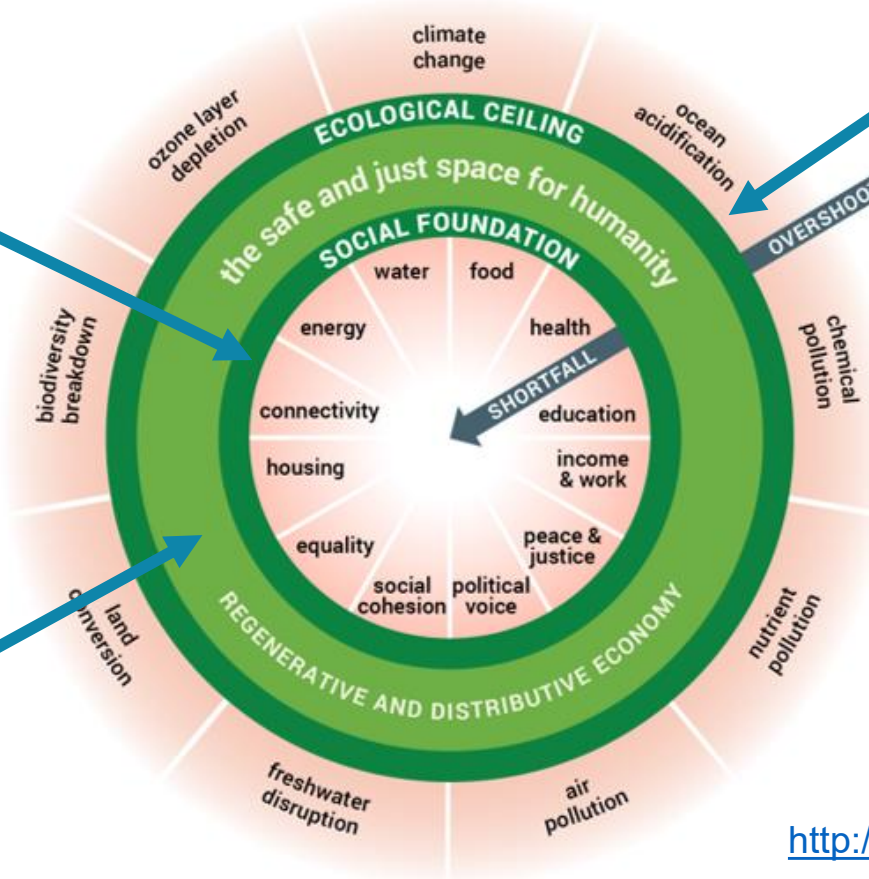 climate
change
ocean
acidification
chemical
pollution
nutrient
pollution
air
pollution
freshwater
disruption
land
conversion
biodiversity
breakdown
ozone layer
depletion
ECOLOGICAL CEILING
the safe and just space for humanity
SOCIAL FOUNDATION
OVERSHOOT
water
food
health
SHORTFALL
education
income
& work
peace &
justice
political
voice
social
cohesion
equality
housing
connectivity
energy
REGENERATIVE AND DISTRIBUTIVE ECONOMY
http:/